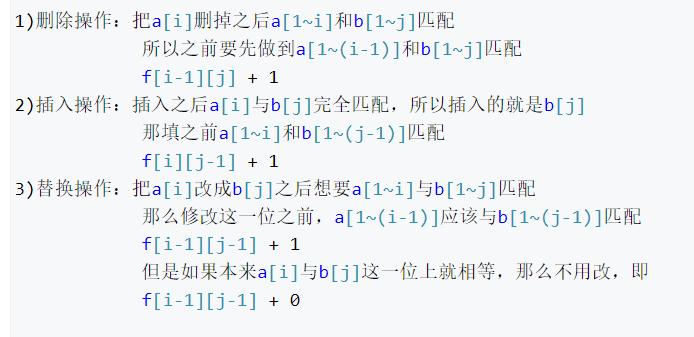 1)删除操作：把a[i]删掉之后a[1~i]和b[1~j]匹配
所以之前要先做到a[1~(i-1)]和b[1~j]匹配
f[i-1][j] + 1
2)插入操作：插入之后a[i]与b[j]完全匹配，所以插入的就是b[j]
那填之前a[1~i]和b[1~(j-1)]匹配
f[i][j-1] + 1
3)替换操作：把a[i]改成b[j]之后想要a[1~i]与b[1~j]匹配
那么修改这一位之前，a[1~(i-1)]应该与b[1~(j-1)]匹配
f[i-1][j-1] + 1
但是如果本来a[i]与b[j]这一位上就相等，那么不用改，即
f[i-1][j-1] + 0